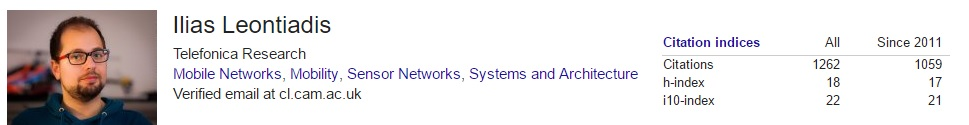 Ilias Leontiadis
Telefonica Research
Mobile Networks, Mobility, Sensor Networks, Systems and Architecture
Verified email at cl.cam.ac.uk
Citation indices All Since 2011
Citations 1262 1059
h-index 18 17
i10-index 22 21